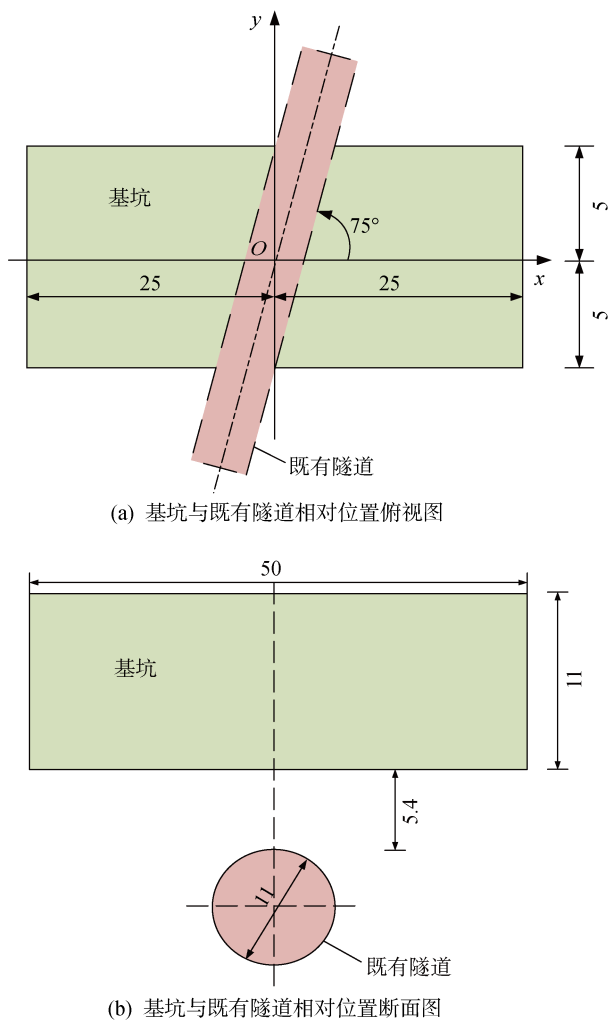 y
基坑
75°
O
x
25
25
5
5
既有隧道
(a) 基坑与既有隧道相对位置俯视图
50
基坑
11
5.4
11
既有隧道
(b) 基坑与既有隧道相对位置断面图